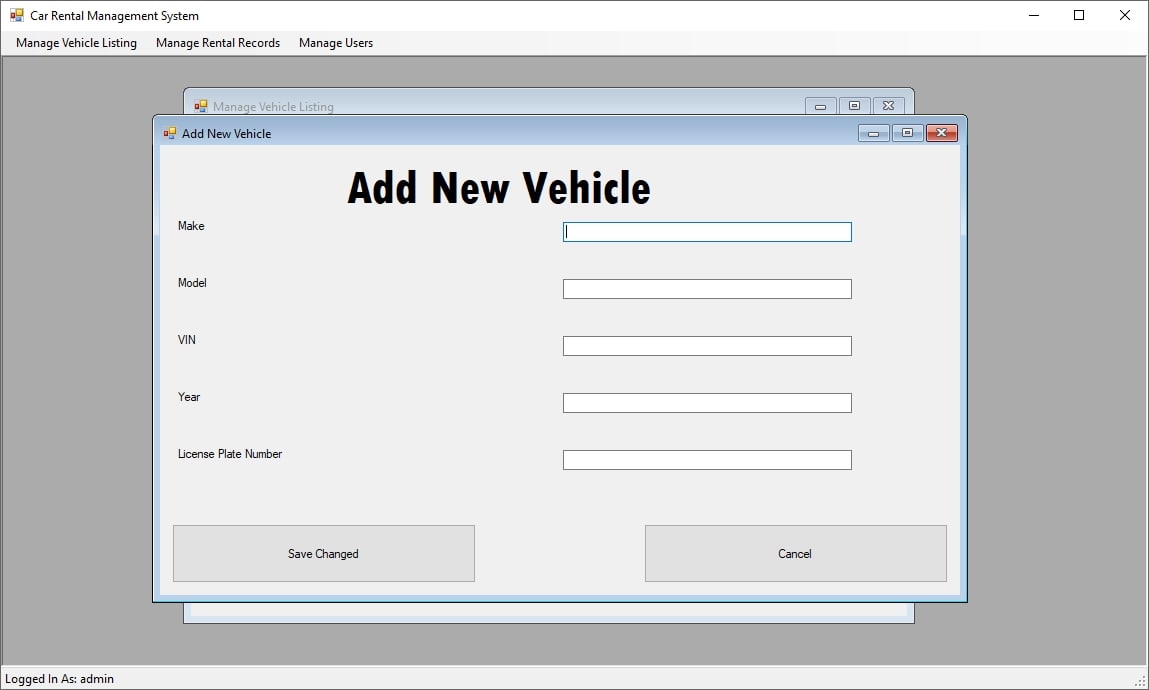 Car Rental Management System
Manage Vehicle Listing Manage Rental Records Manage Users
Manage Vehicle Listing
Add New Vehicle
Add New Vehicle
Make
Model
VIN
Year
License Plate Number
Save Changed Cancel
Logged In As: admin